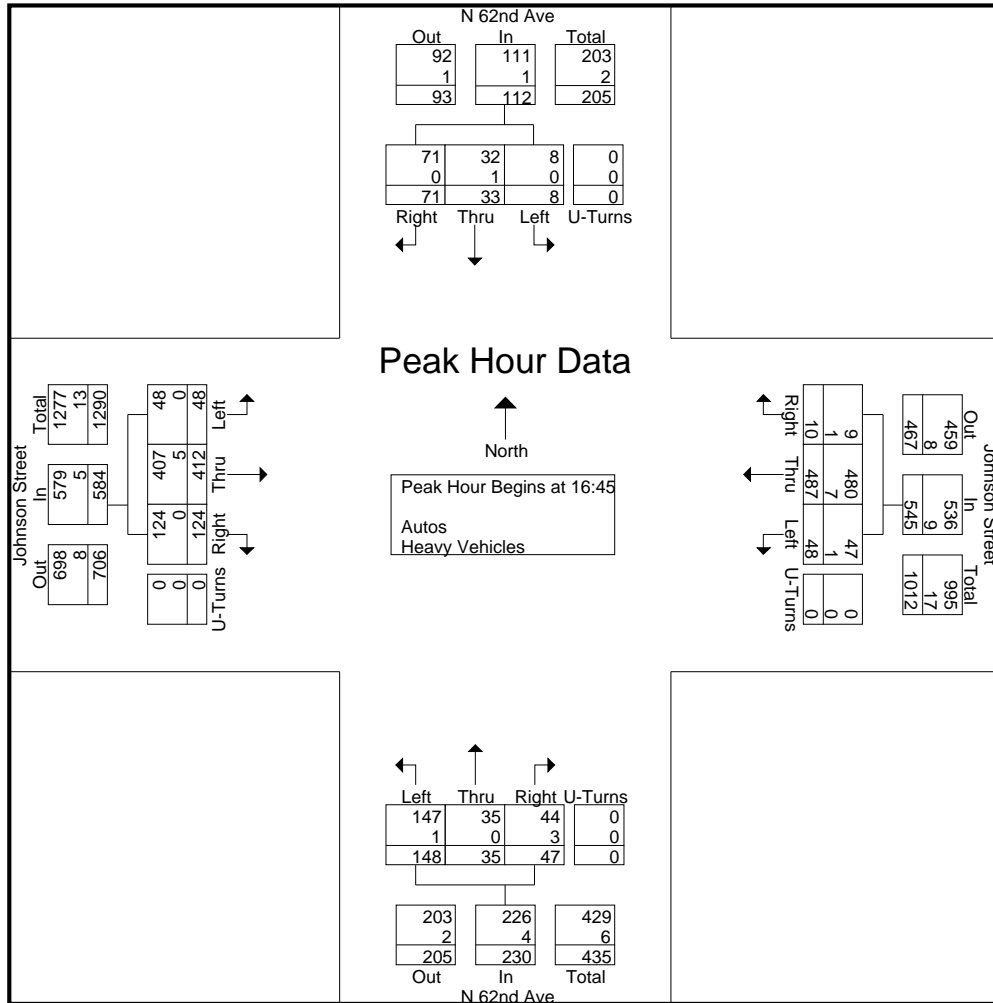 N 62nd Ave
Out In Total
92 111 203
1 1 2
93 112 205
71 32 8 0
0 1 0 0
71 33 8 0
Right Thru Left U-Turns
Peak Hour Data
North
Peak Hour Begins at 16:45
Autos
Heavy Vehicles
Johnson Street
Total In Out
1277 579 698
13 5 8
1290 584 706
48 407 124 0
0 5 0 0
48 412 124 0
Left Thru Right U-Turns
Johnson Street
Out In Total
459 536 995
8 9 17
467 545 1012
9 480 47 0
1 7 1 0
10 487 48 0
Right Thru Left U-Turns
Left Thru Right U-Turns
147 35 44 0
1 0 3 0
148 35 47 0
203 226 429
2 4 6
205 230 435
Out In Total
N 62nd Ave